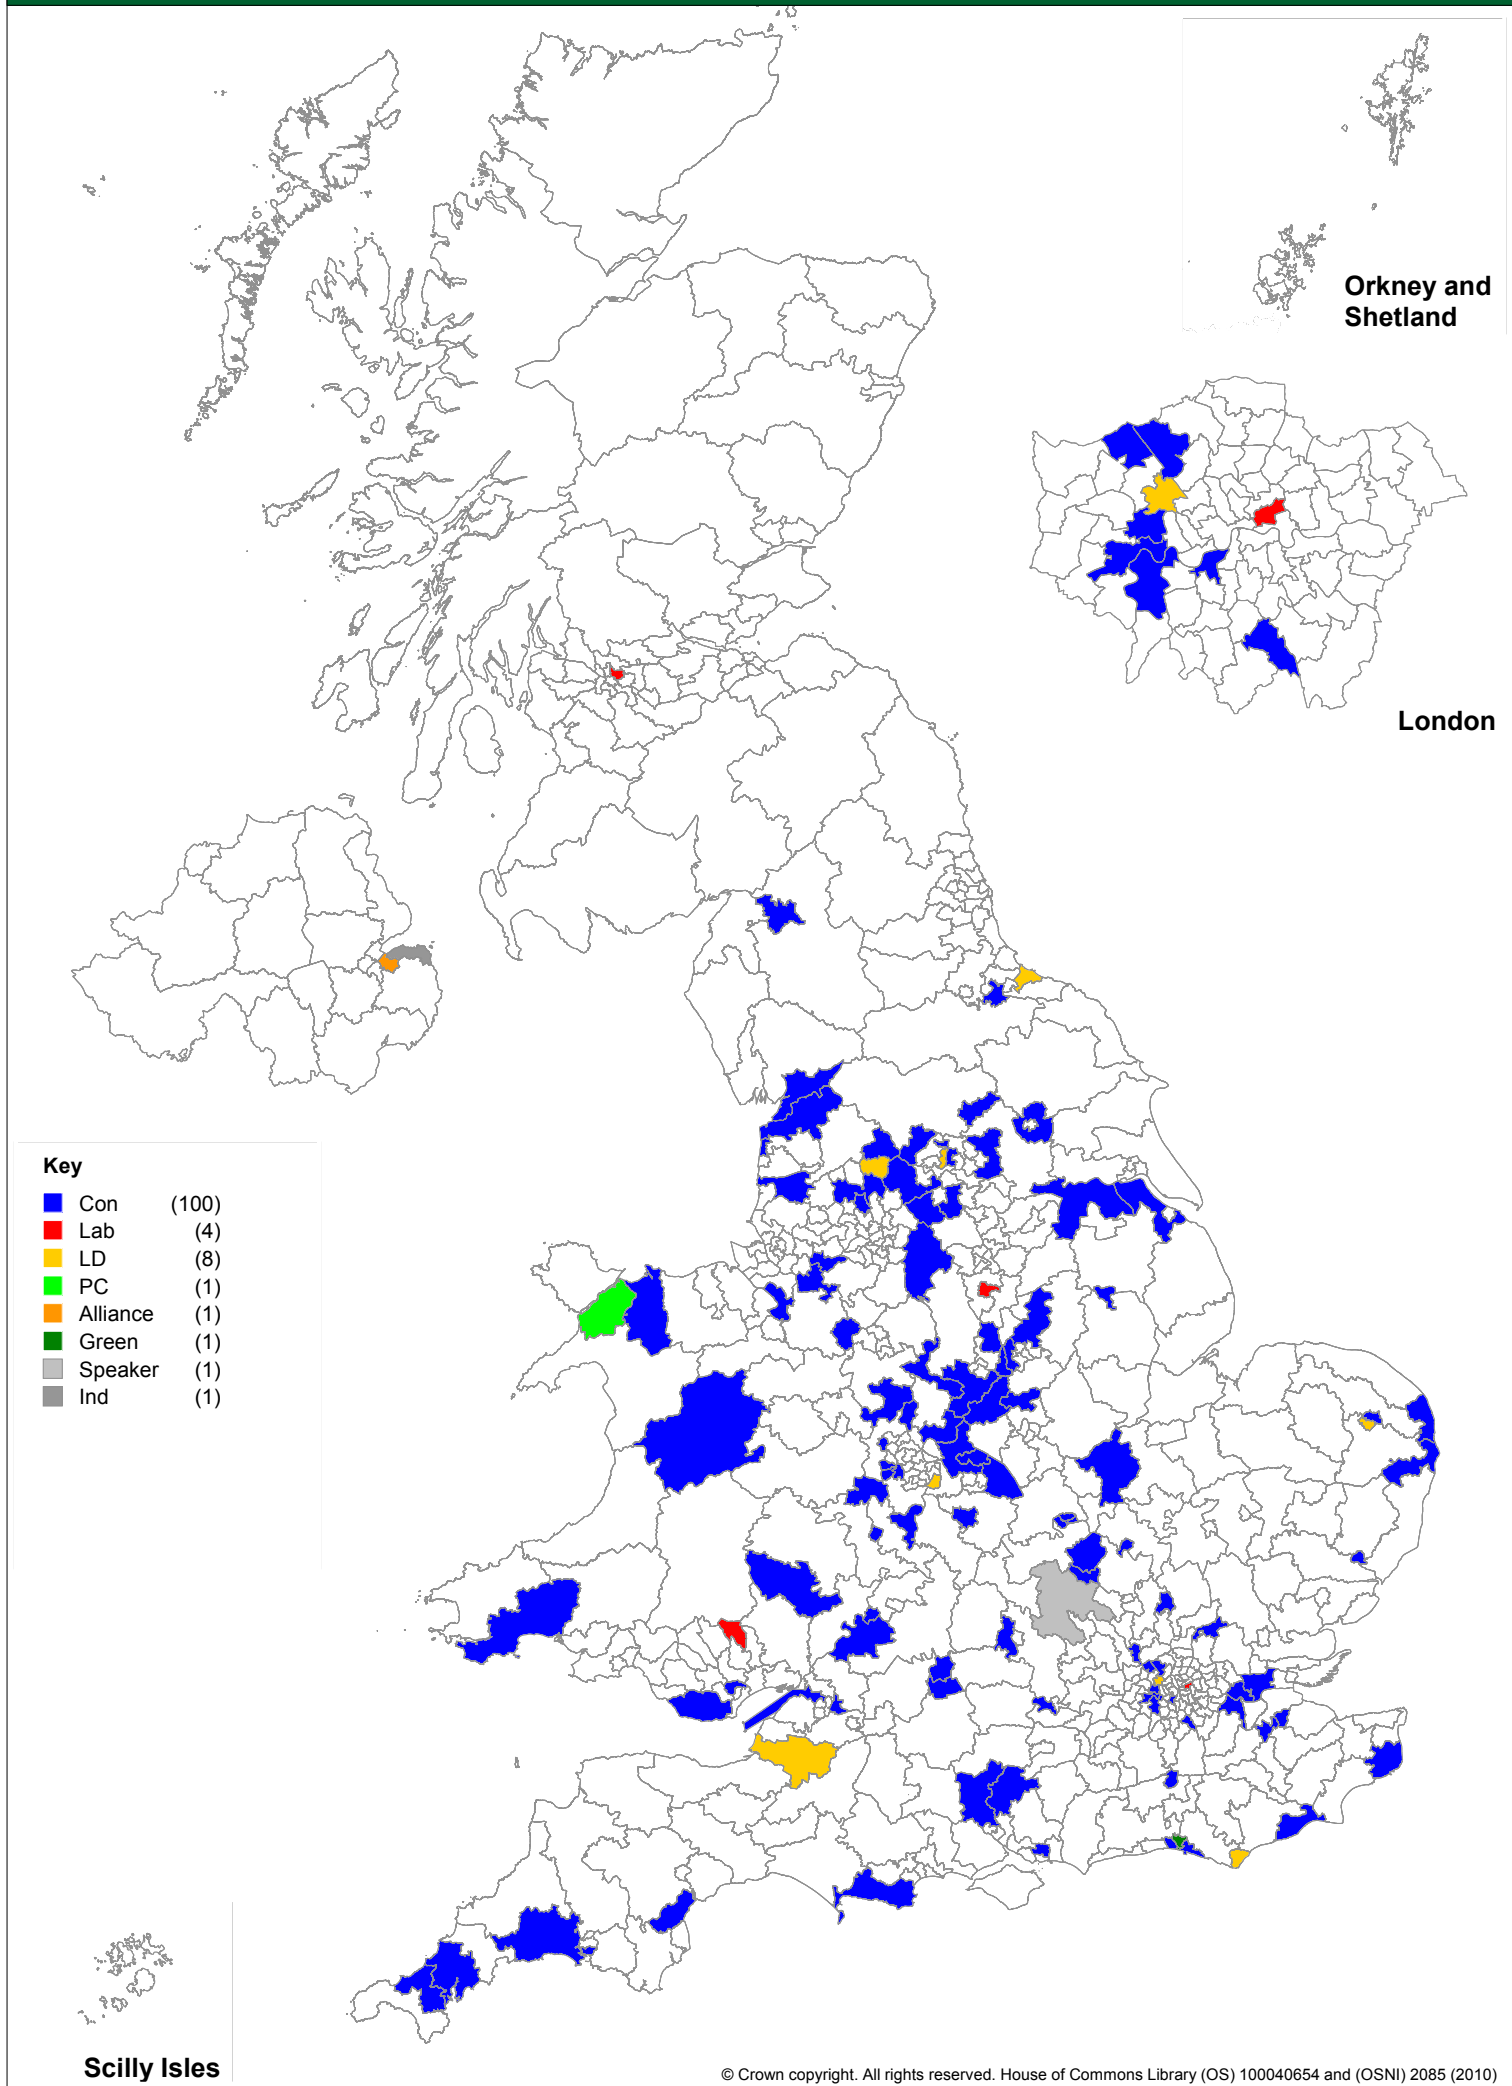 Orkney and
Shetland
London
Key
Con (100)
Lab (4)
LD (8)
PC (1)
Alliance (1)
Green (1)
Speaker (1)
Ind (1)
Scilly Isles
© Crown copyright. All rights reserved. House of Commons Library (OS) 100040654 and (OSNI) 2085 (2010)